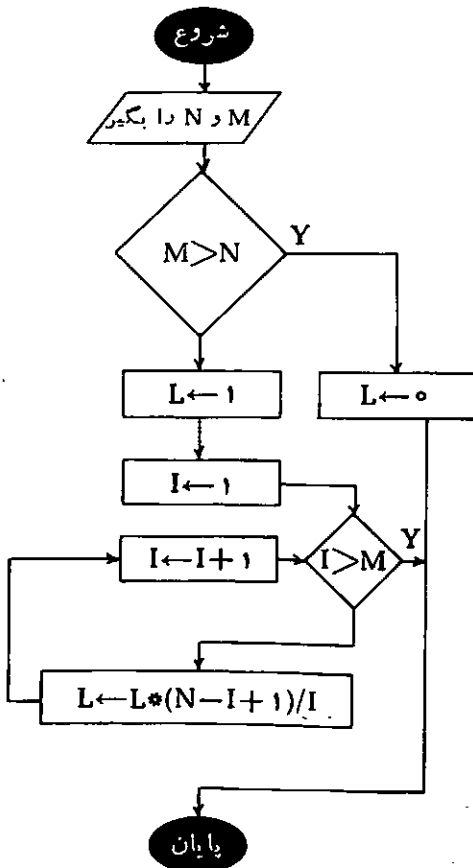 شروع
M و N را بگیر
M>N
Y
L←۱
L←۰
I←۱
I←I+۱
I>M
Y
L←L*(N−I+۱)/I
پایان